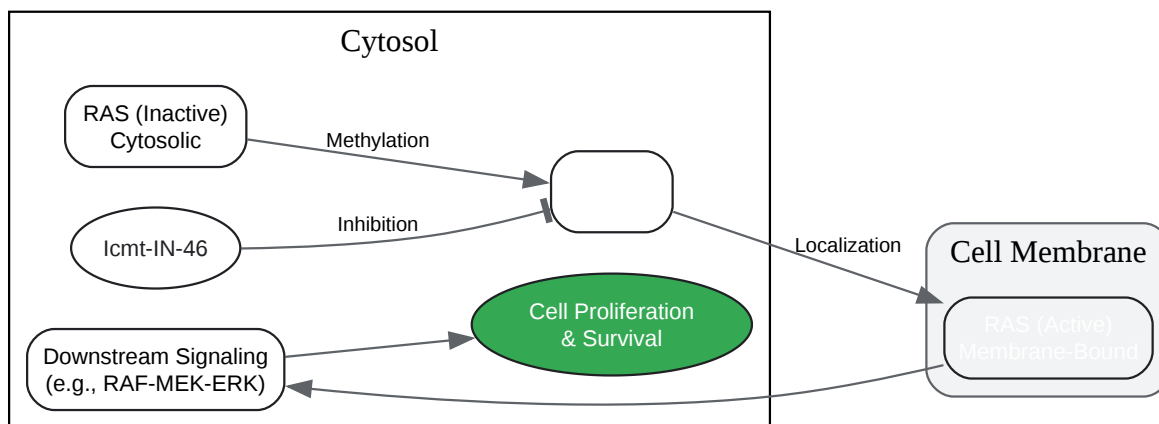 Cytosol
RAS (Inactive)
Cytosolic
Methylation
Icmt-IN-46
Inhibition
Localization
Cell Membrane
RAS (Active)
Membrane-Bound
Cell Proliferation
& Survival
Downstream Signaling
(e.g., RAF-MEK-ERK)